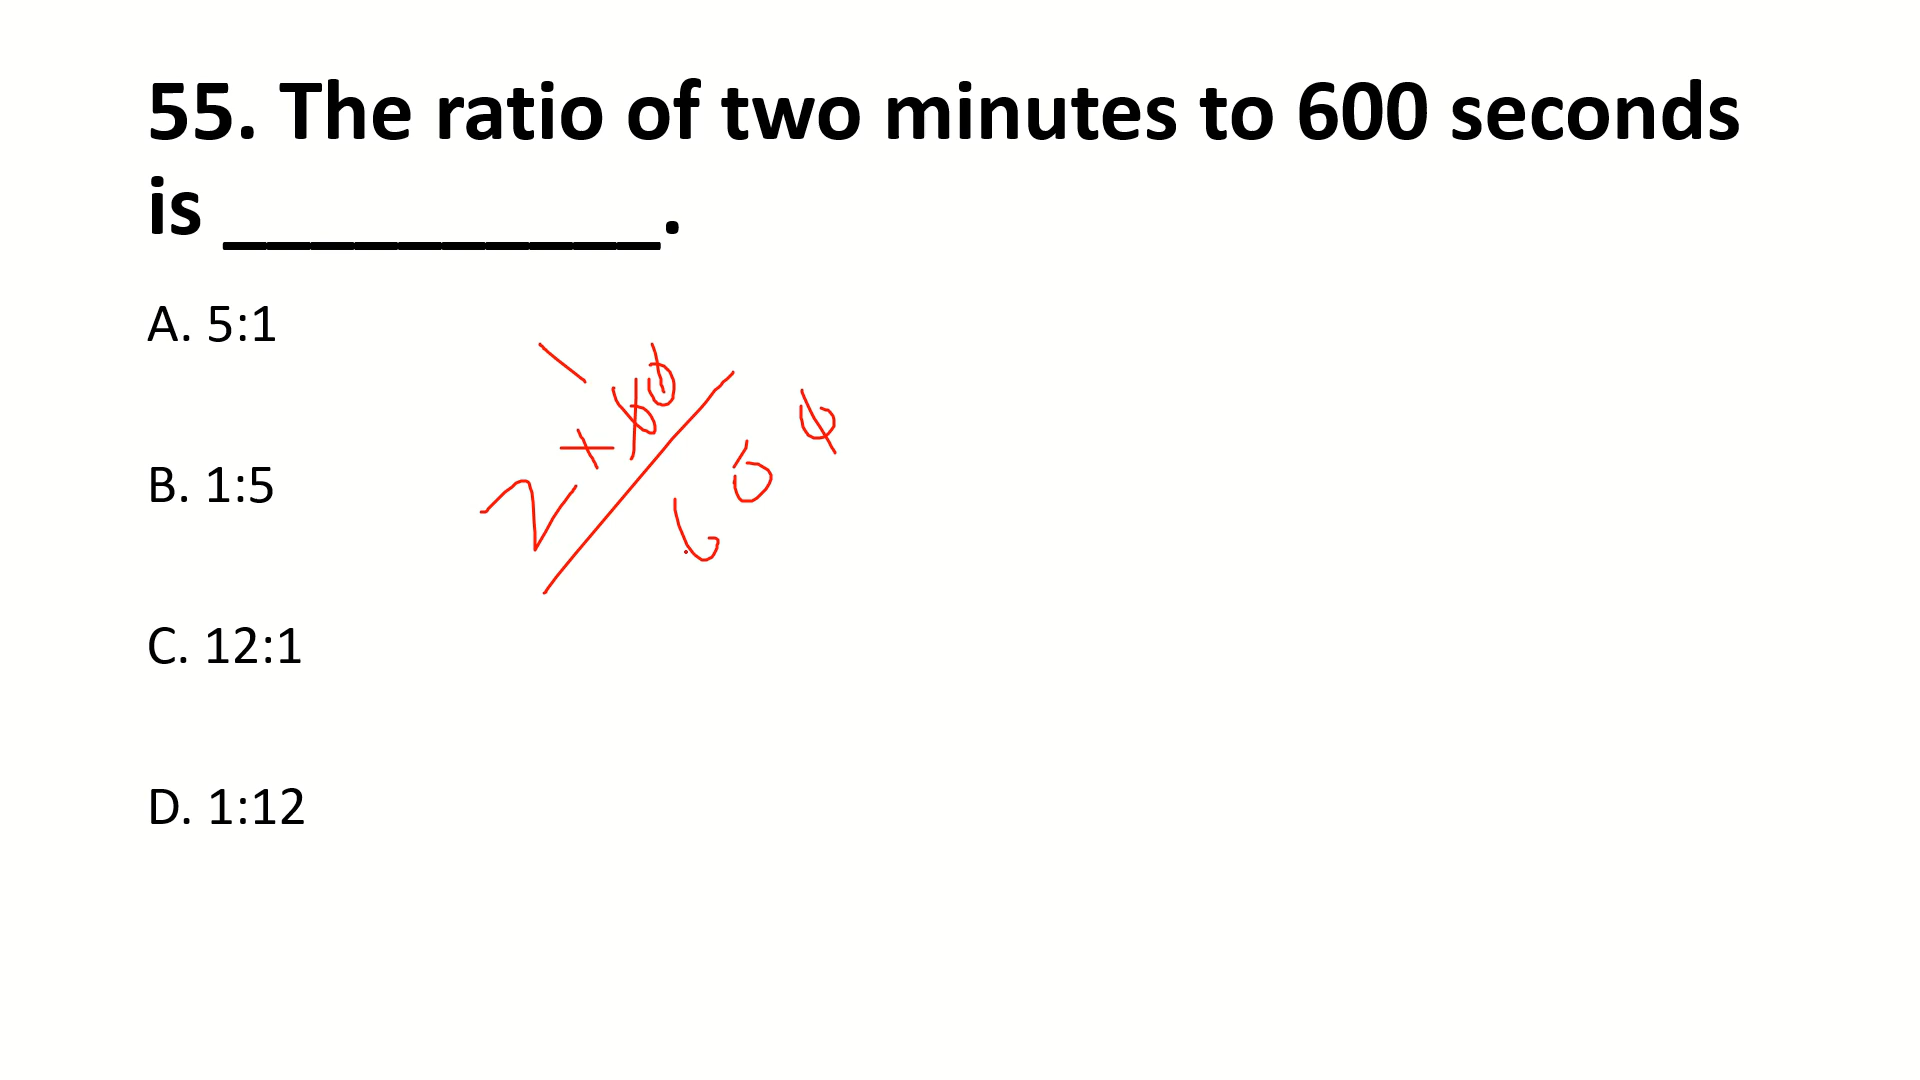 55. The ratio of two minutes to 600 seconds
is __________.
A. 5:1
B. 1:5
C. 12:1
D. 1:12
1
2 × 60
600